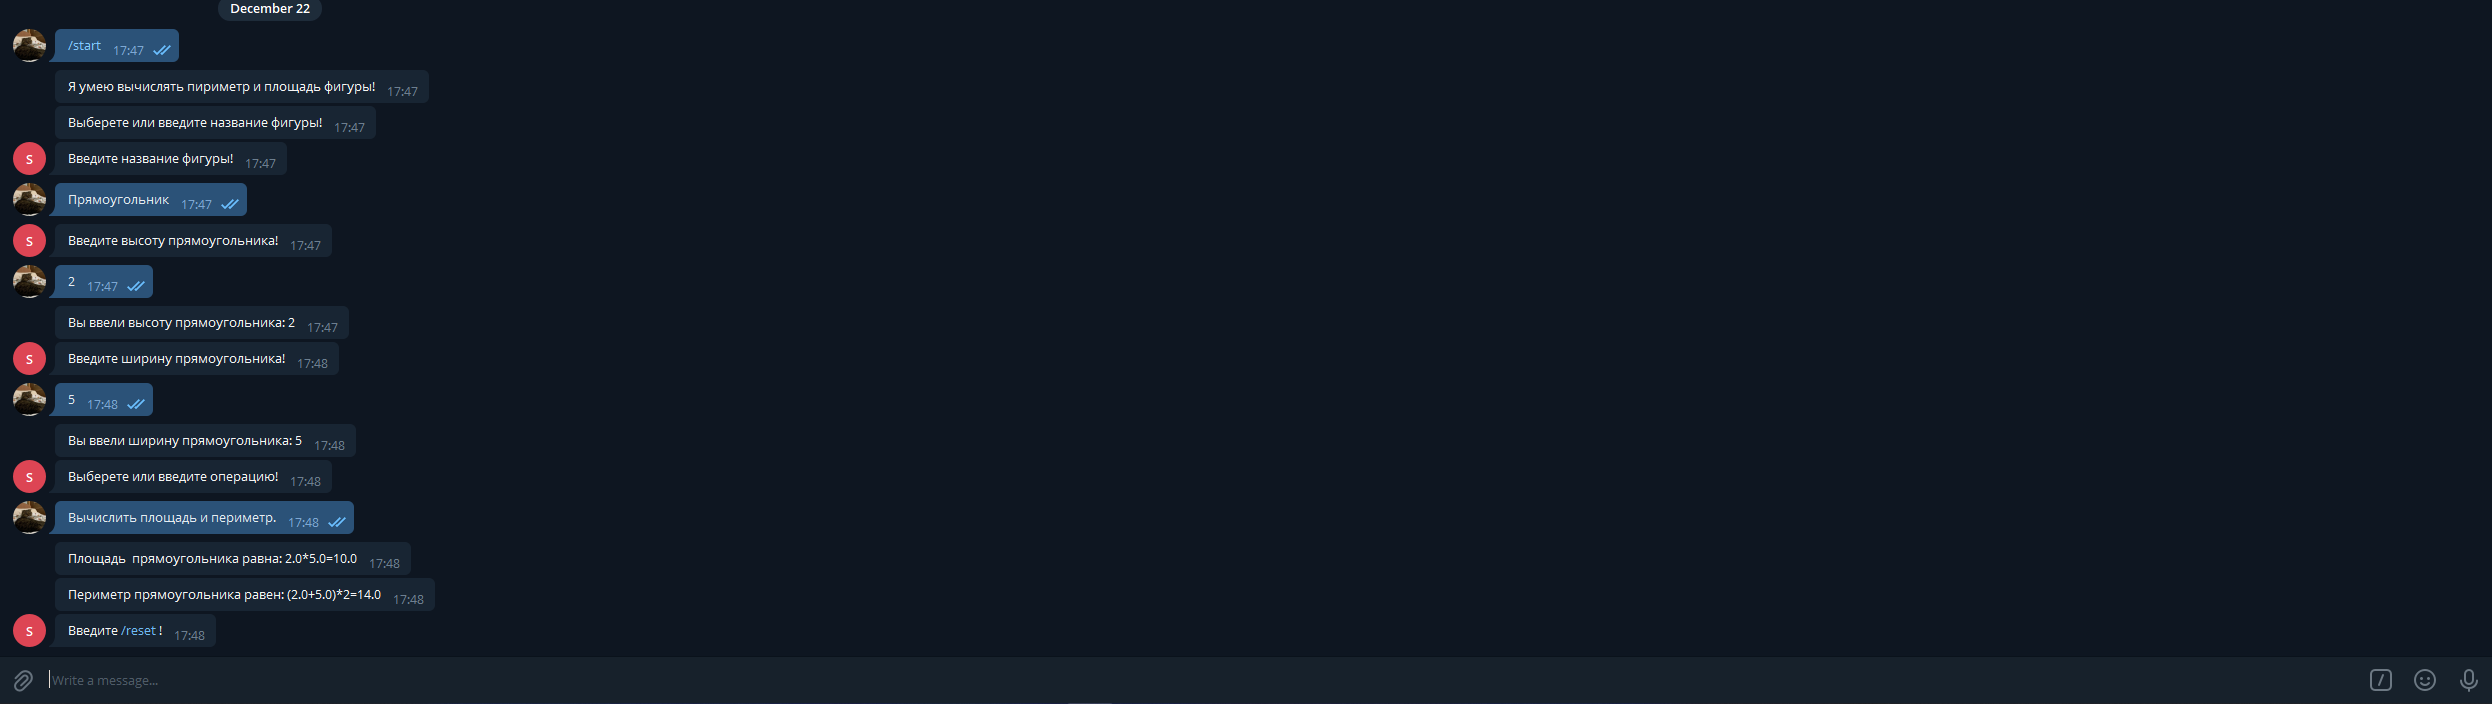 December 22
/start 17:47
Я умею вычислять пириметр и площадь фигуры! 17:47
Выберете или введите название фигуры! 17:47
S
Введите название фигуры! 17:47
Прямоугольник 17:47
S
Введите высоту прямоугольника! 17:47
2 17:47
Вы ввели высоту прямоугольника: 2 17:47
S
Введите ширину прямоугольника! 17:48
5 17:48
Вы ввели ширину прямоугольника: 5 17:48
S
Выберете или введите операцию! 17:48
Вычислить площадь и периметр. 17:48
Площадь  прямоугольника равна: 2.0*5.0=10.0 17:48
Периметр прямоугольника равен: (2.0+5.0)*2=14.0 17:48
S
Введите /reset ! 17:48
Write a message...